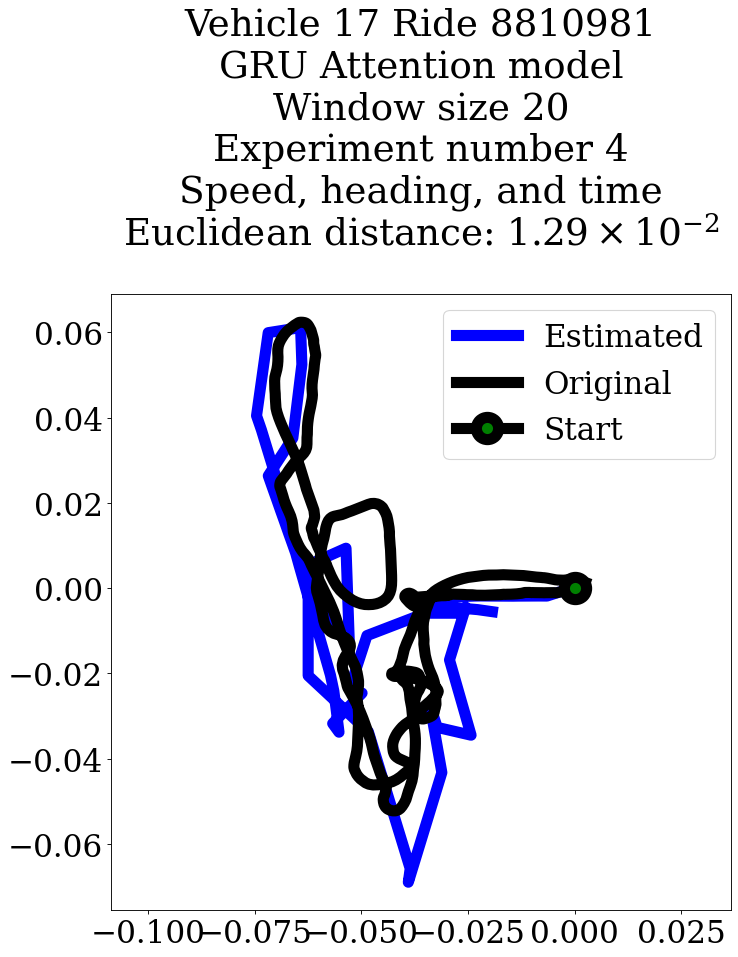 Vehicle 17 Ride 8810981
GRU Attention model
Window size 20
Experiment number 4
Speed, heading, and time
Euclidean distance: 1.29 × 10⁻²
Estimated
Original
Start
0.06
0.04
0.02
0.00
−0.02
−0.04
−0.06
−0.100 −0.075 −0.050 −0.025 0.000 0.025